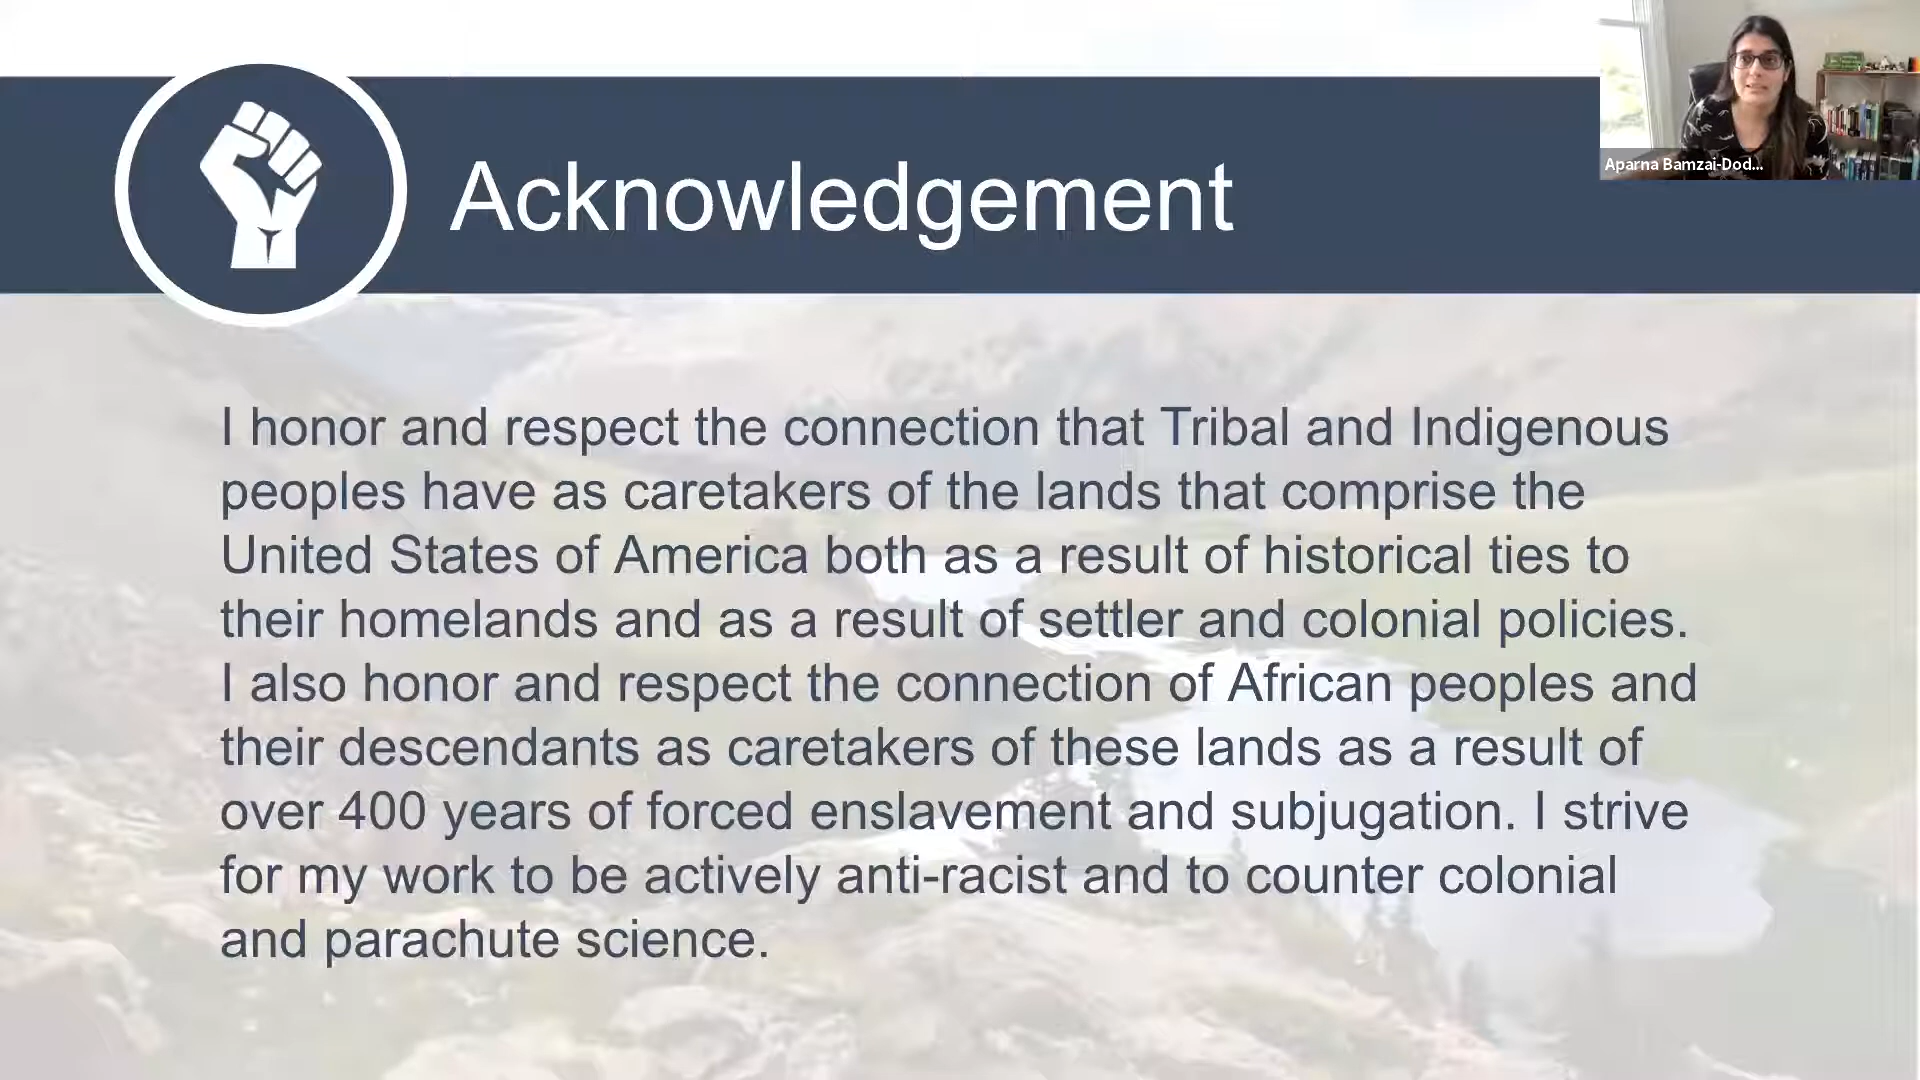 Acknowledgement
Aparna Bamzai-Dod...
I honor and respect the connection that Tribal and Indigenous
peoples have as caretakers of the lands that comprise the
United States of America both as a result of historical ties to
their homelands and as a result of settler and colonial policies.
I also honor and respect the connection of African peoples and
their descendants as caretakers of these lands as a result of
over 400 years of forced enslavement and subjugation. I strive
for my work to be actively anti-racist and to counter colonial
and parachute science.